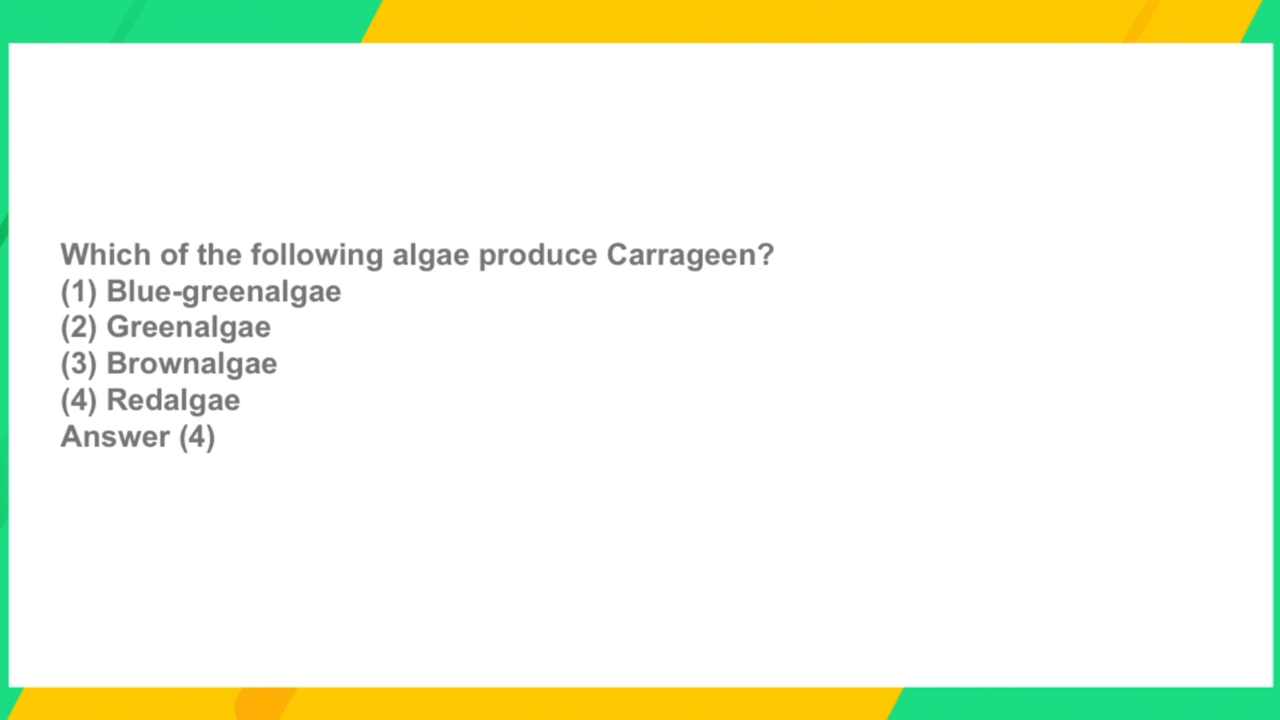 Which of the following algae produce Carrageen?
(1) Blue-greenalgae
(2) Greenalgae
(3) Brownalgae
(4) Redalgae
Answer (4)